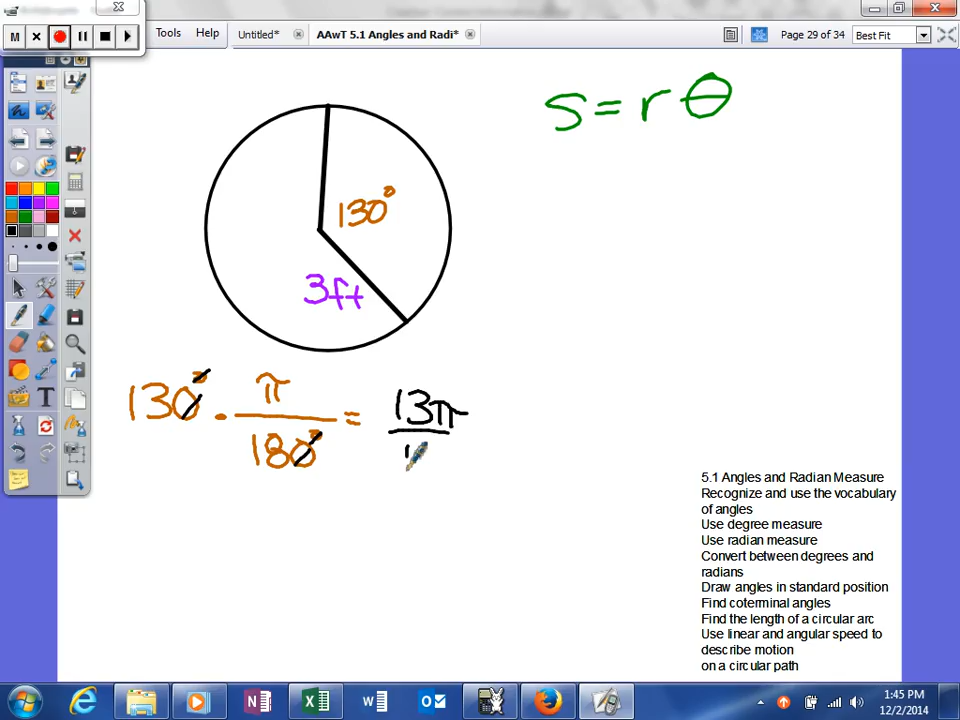 M
Tools Help Untitled* AAwT 5.1 Angles and Radi* Page 29 of 34 Best Fit
s = r θ
130°
3ft
130° · π / 180° = 13π / 1
5.1 Angles and Radian Measure
Recognize and use the vocabulary
of angles
Use degree measure
Use radian measure
Convert between degrees and
radians
Draw angles in standard position
Find coterminal angles
Find the length of a circular arc
Use linear and angular speed to
describe motion
on a circular path
1:45 PM
12/2/2014